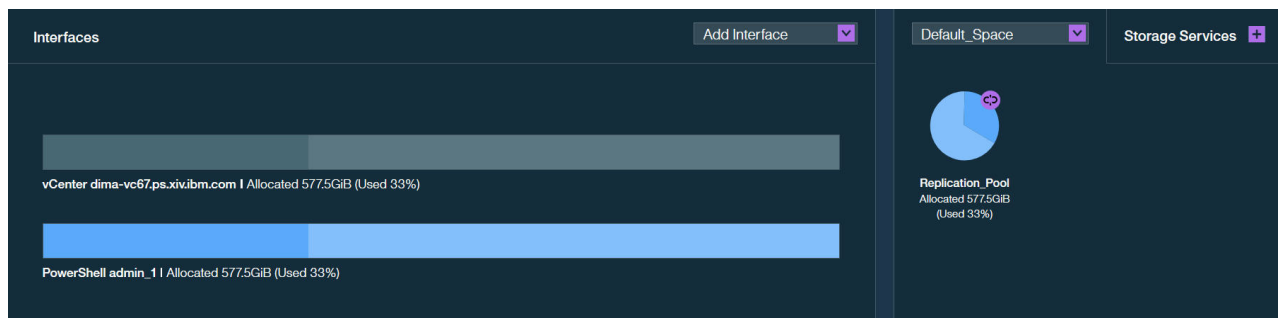 Interfaces
Add Interface
Default_Space
Storage Services
vCenter dima-vc67.ps.xiv.ibm.com I Allocated 577.5GiB (Used 33%)
PowerShell admin_1 I Allocated 577.5GiB (Used 33%)
Replication_Pool
Allocated 577.5GiB
(Used 33%)